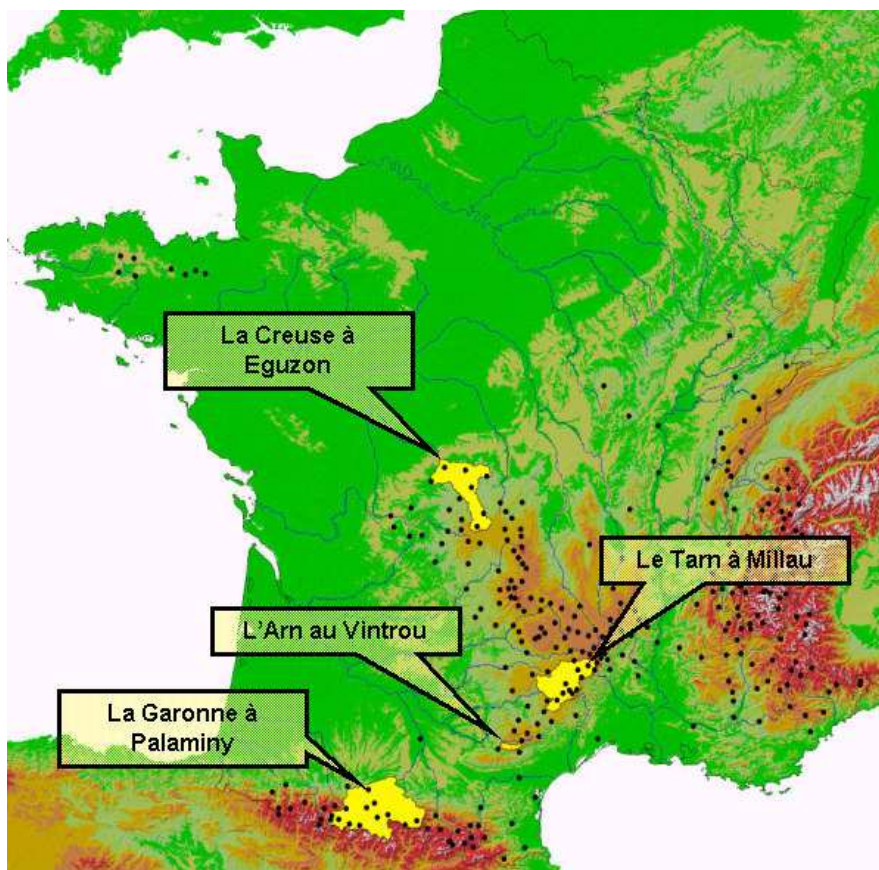 La Creuse à
Eguzon
Le Tarn à Millau
L'Arn au Vintrou
La Garonne à
Palaminy